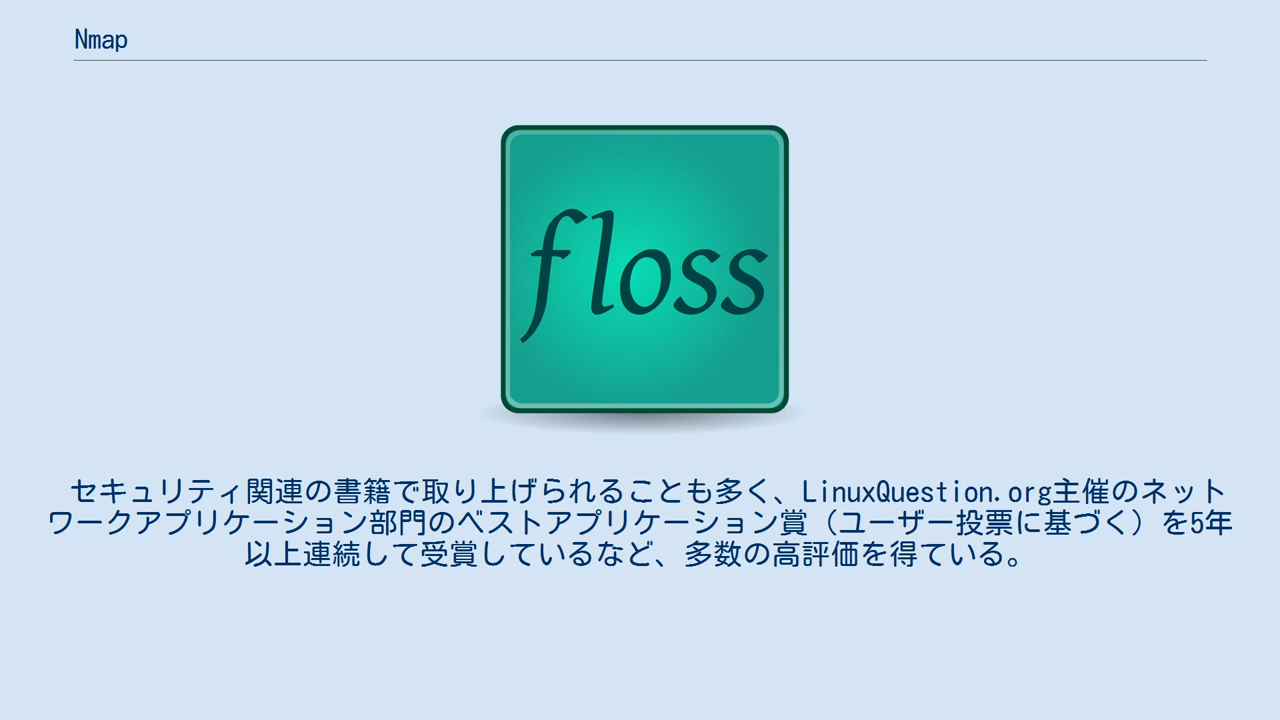 Nmap
floss
セキュリティ関連の書籍で取り上げられることも多く、LinuxQuestion.org主催のネット
ワークアプリケーション部門のベストアプリケーション賞（ユーザー投票に基づく）を5年
以上連続して受賞しているなど、多数の高評価を得ている。